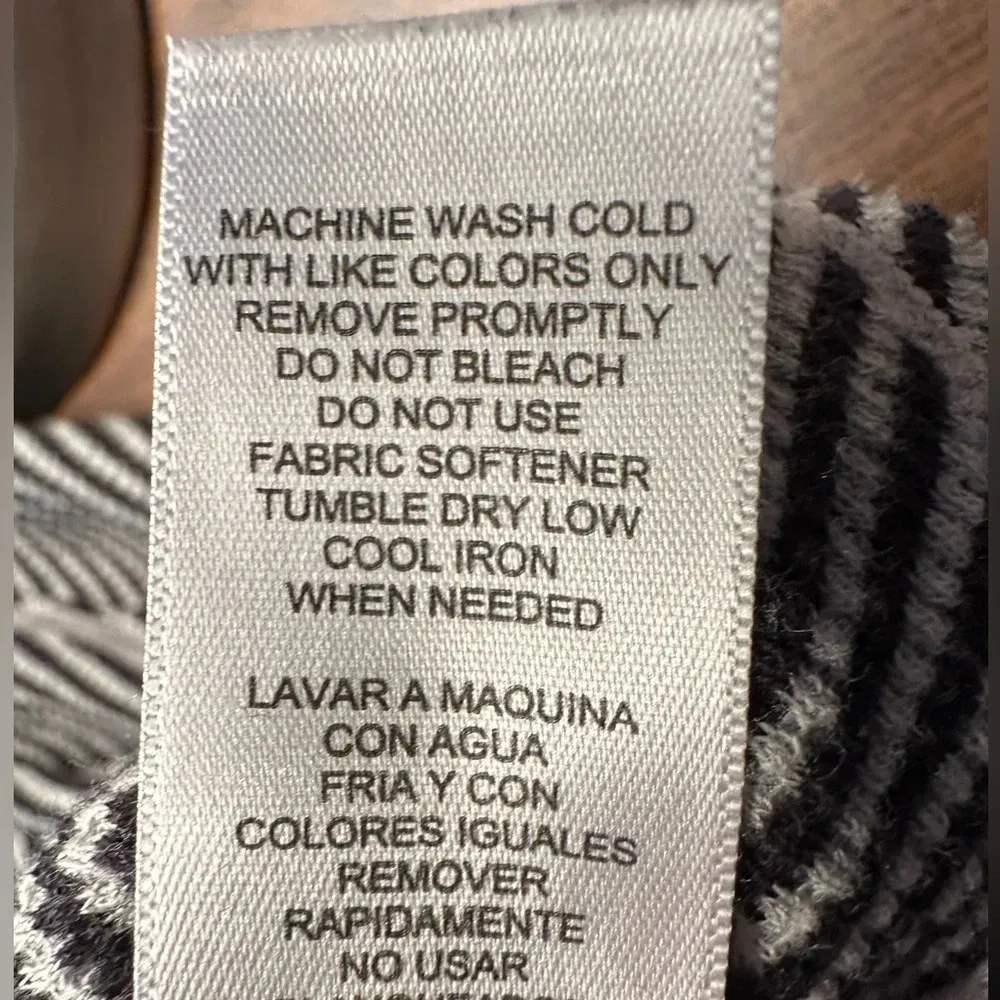 MACHINE WASH COLD
WITH LIKE COLORS ONLY
REMOVE PROMPTLY
DO NOT BLEACH
DO NOT USE
FABRIC SOFTENER
TUMBLE DRY LOW
COOL IRON
WHEN NEEDED
LAVAR A MAQUINA
CON AGUA
FRIA Y CON
COLORES IGUALES
REMOVER
RAPIDAMENTE
NO USAR